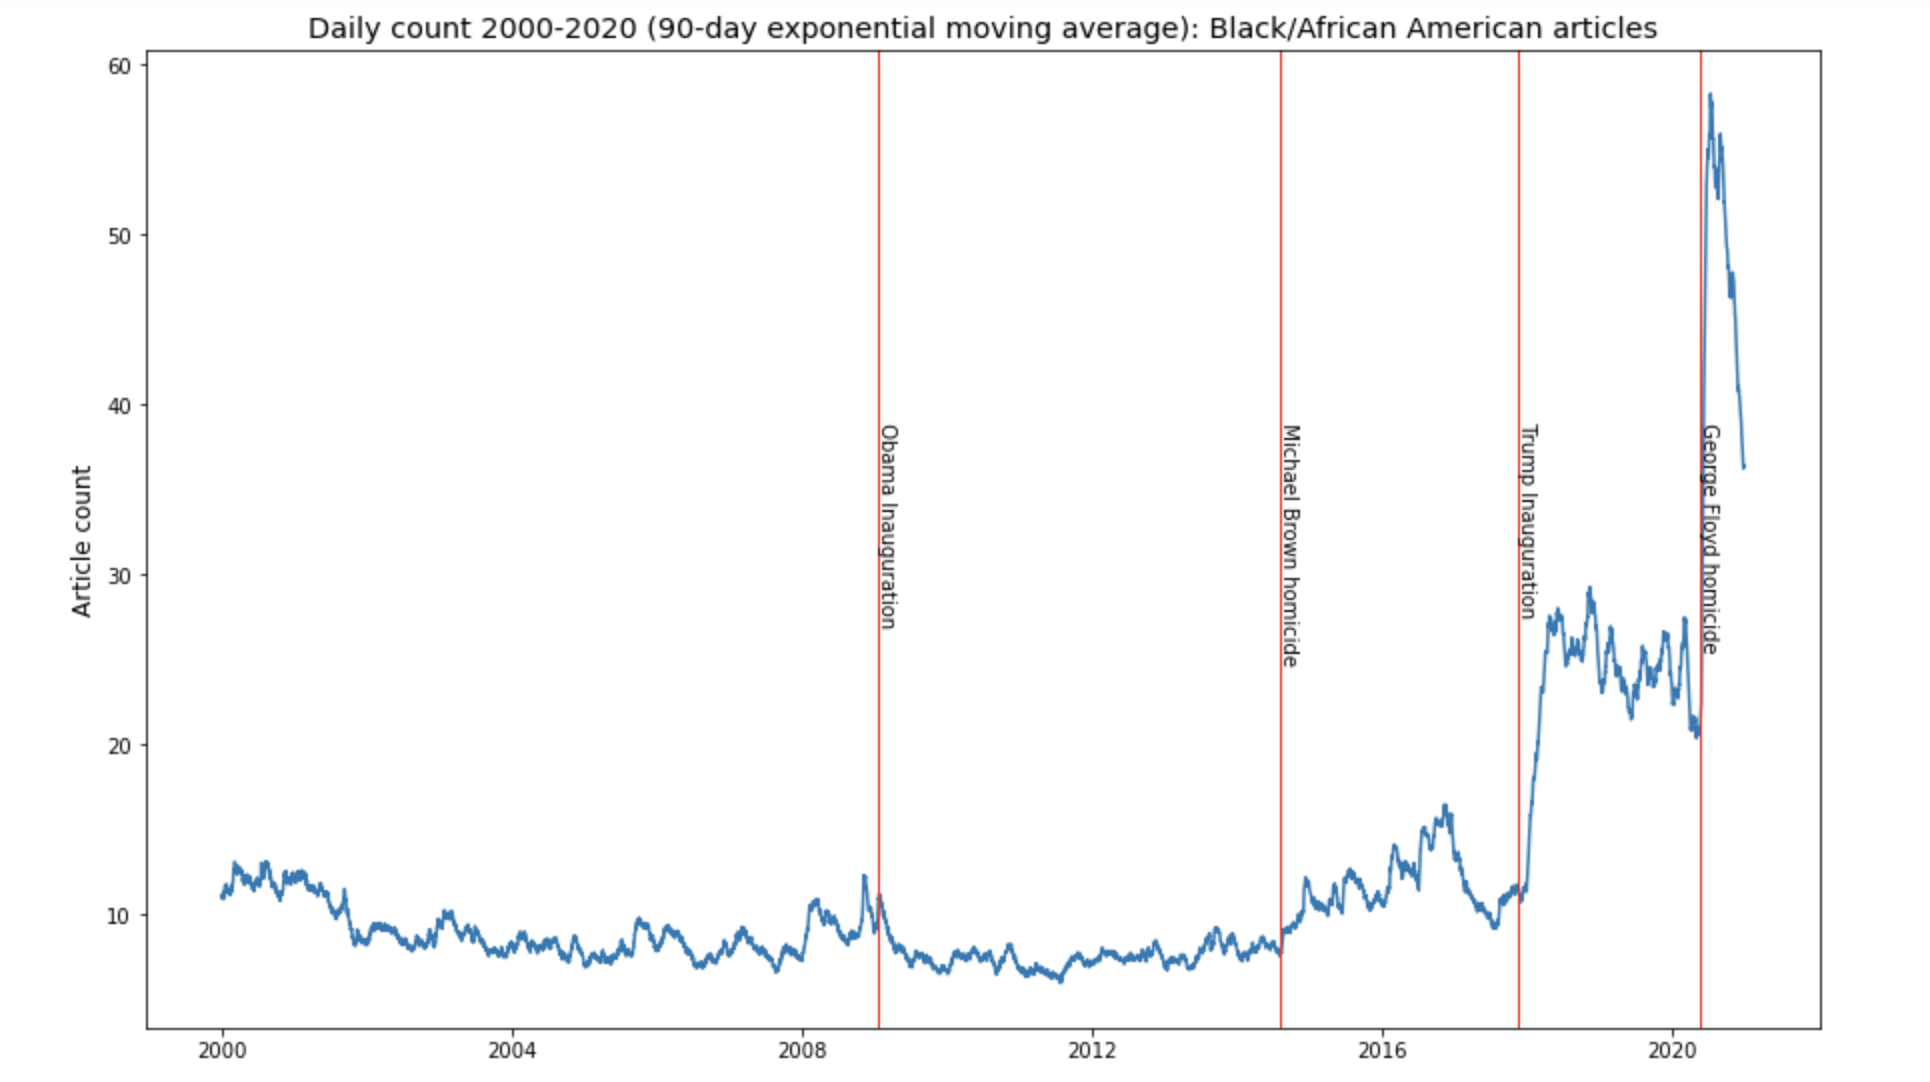 Daily count 2000-2020 (90-day exponential moving average): Black/African American articles
60
50
40
30
20
10
Article count
Obama Inauguration
Michael Brown homicide
Trump Inauguration
George Floyd homicide
2000
2004
2008
2012
2016
2020